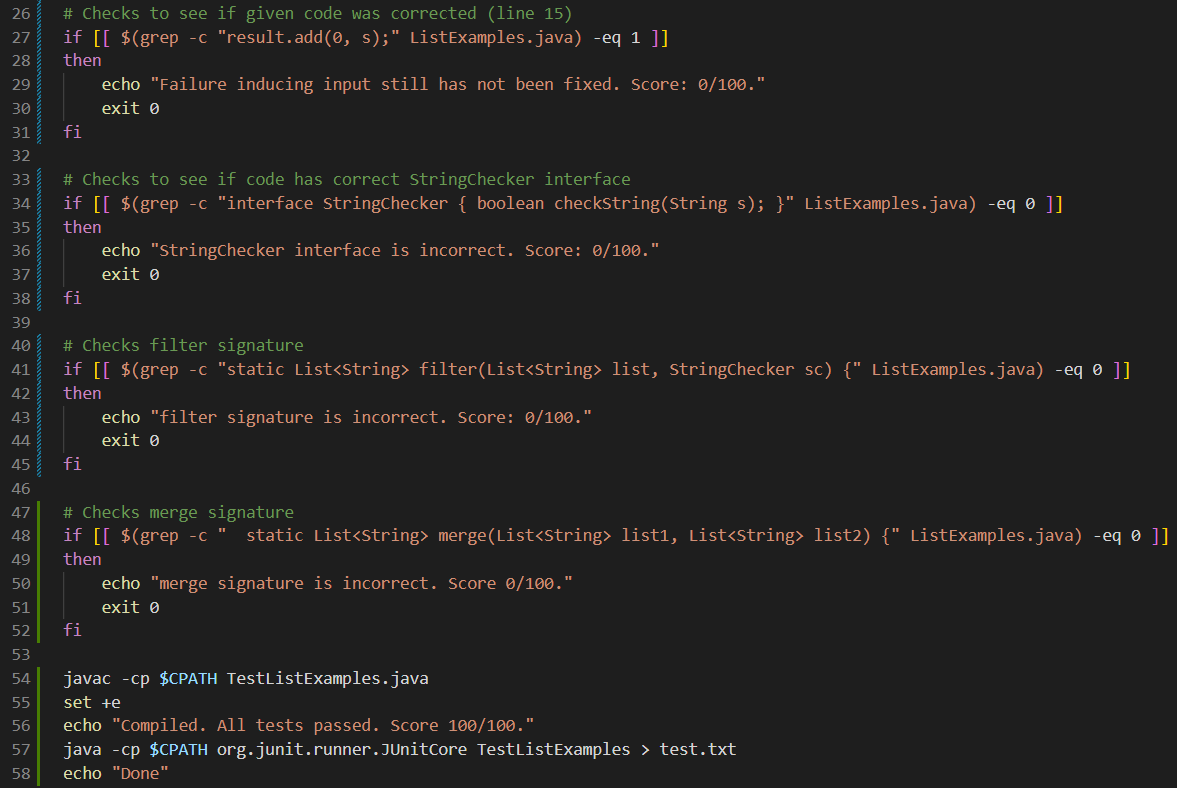 26 # Checks to see if given code was corrected (line 15)
27 if [[ $(grep -c "result.add(0, s);" ListExamples.java) -eq 1 ]]
28 then
29     echo "Failure inducing input still has not been fixed. Score: 0/100."
30     exit 0
31 fi
32
33 # Checks to see if code has correct StringChecker interface
34 if [[ $(grep -c "interface StringChecker { boolean checkString(String s); }" ListExamples.java) -eq 0 ]]
35 then
36     echo "StringChecker interface is incorrect. Score: 0/100."
37     exit 0
38 fi
39
40 # Checks filter signature
41 if [[ $(grep -c "static List<String> filter(List<String> list, StringChecker sc) {" ListExamples.java) -eq 0 ]]
42 then
43     echo "filter signature is incorrect. Score: 0/100."
44     exit 0
45 fi
46
47 # Checks merge signature
48 if [[ $(grep -c "  static List<String> merge(List<String> list1, List<String> list2) {" ListExamples.java) -eq 0 ]]
49 then
50     echo "merge signature is incorrect. Score 0/100."
51     exit 0
52 fi
53
54 javac -cp $CPATH TestListExamples.java
55 set +e
56 echo "Compiled. All tests passed. Score 100/100."
57 java -cp $CPATH org.junit.runner.JUnitCore TestListExamples > test.txt
58 echo "Done"